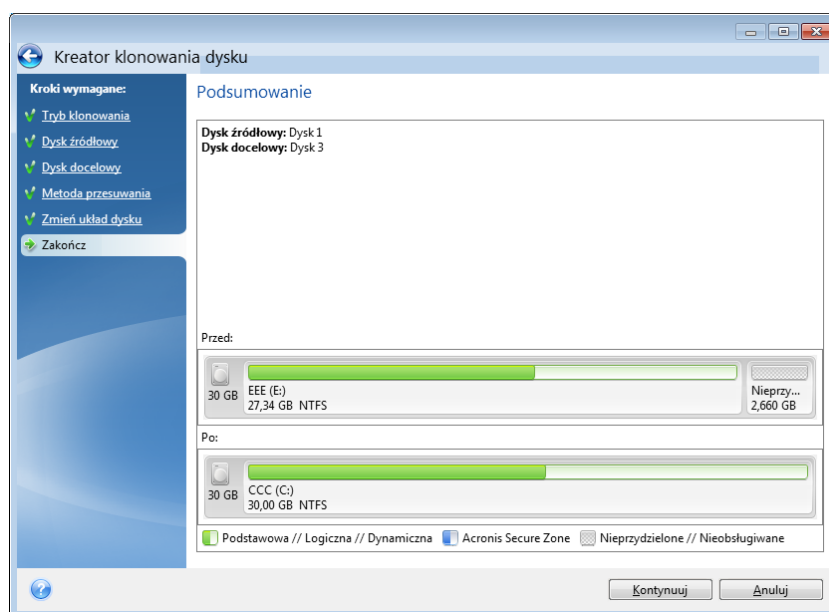 Kreator klonowania dysku
Kroki wymagane:
Tryb klonowania
Dysk źródłowy
Dysk docelowy
Metoda przesuwania
Zmień układ dysku
Zakończ
Podsumowanie
Dysk źródłowy: Dysk 1
Dysk docelowy: Dysk 3
Przed:
30 GB
EEE (E:)
27,34 GB NTFS
Nieprzy...
2,660 GB
Po:
30 GB
CCC (C:)
30,00 GB NTFS
Podstawowa // Logiczna // Dynamiczna Acronis Secure Zone Nieprzydzielone // Nieobsługiwane
Kontynuuj Anuluj